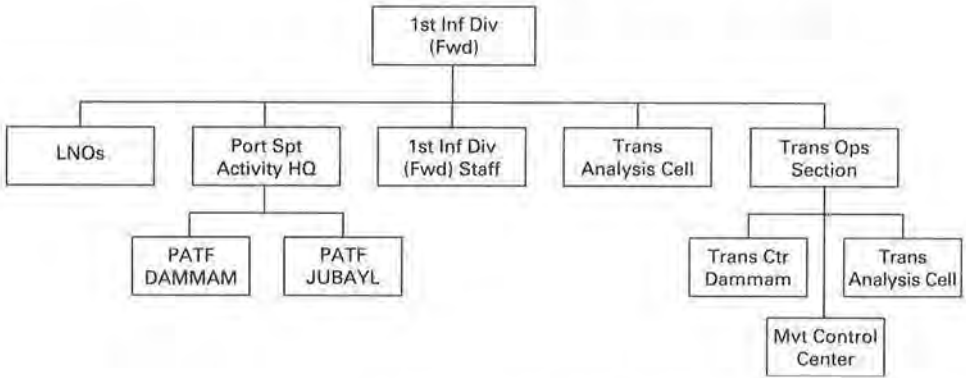 1st Inf Div
(Fwd)
LNOs
Port Spt
Activity HQ
1st Inf Div
(Fwd) Staff
Trans
Analysis Cell
Trans Ops
Section
PATF
DAMMAM
PATF
JUBAYL
Trans Ctr
Dammam
Trans
Analysis Cell
Mvt Control
Center